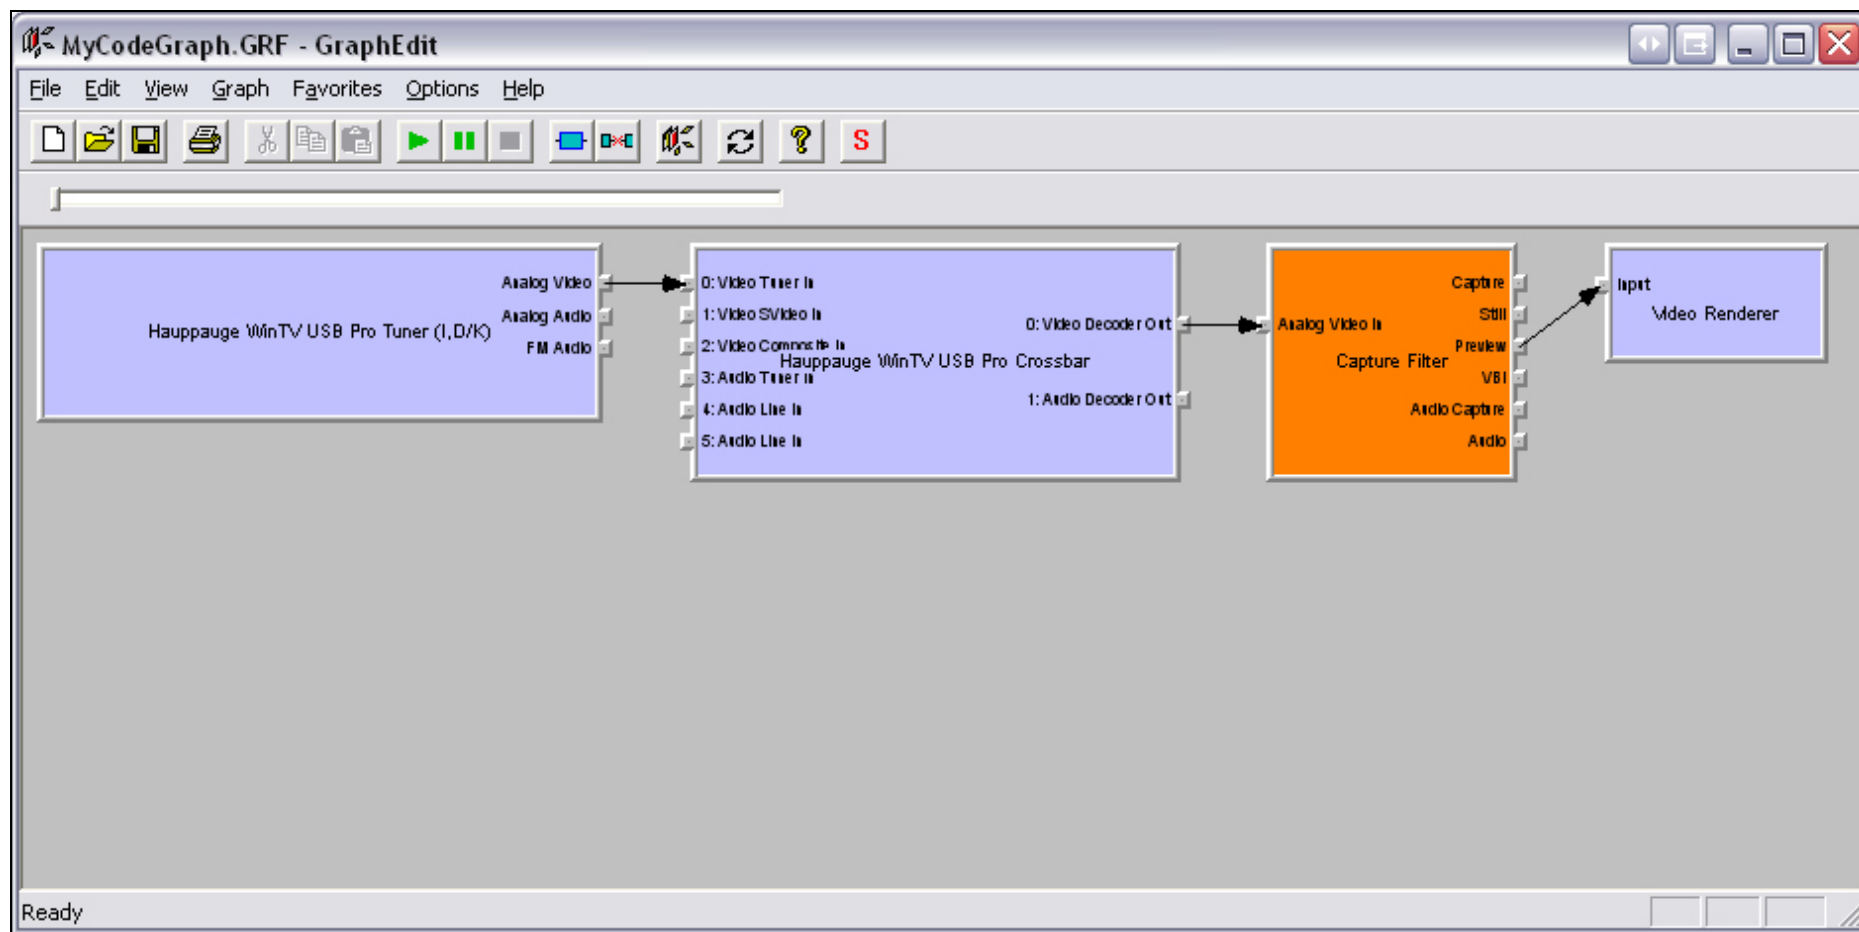 MyCodeGraph.GRF - GraphEdit
File Edit View Graph Favorites Options Help
S
Hauppauge WinTV USB Pro Tuner (I,D/K)
Analog Video
Analog Audio
FM Audio
0: Video Tuner In
1: Video SVideo In
2: Video Composite In
3: Audio Tuner In
4: Audio Line In
5: Audio Line In
Hauppauge WinTV USB Pro Crossbar
0: Video Decoder Out
1: Audio Decoder Out
Analog Video In
Capture Filter
Capture
Still
Preview
VBI
Audio Capture
Audio
Input
Video Renderer
Ready